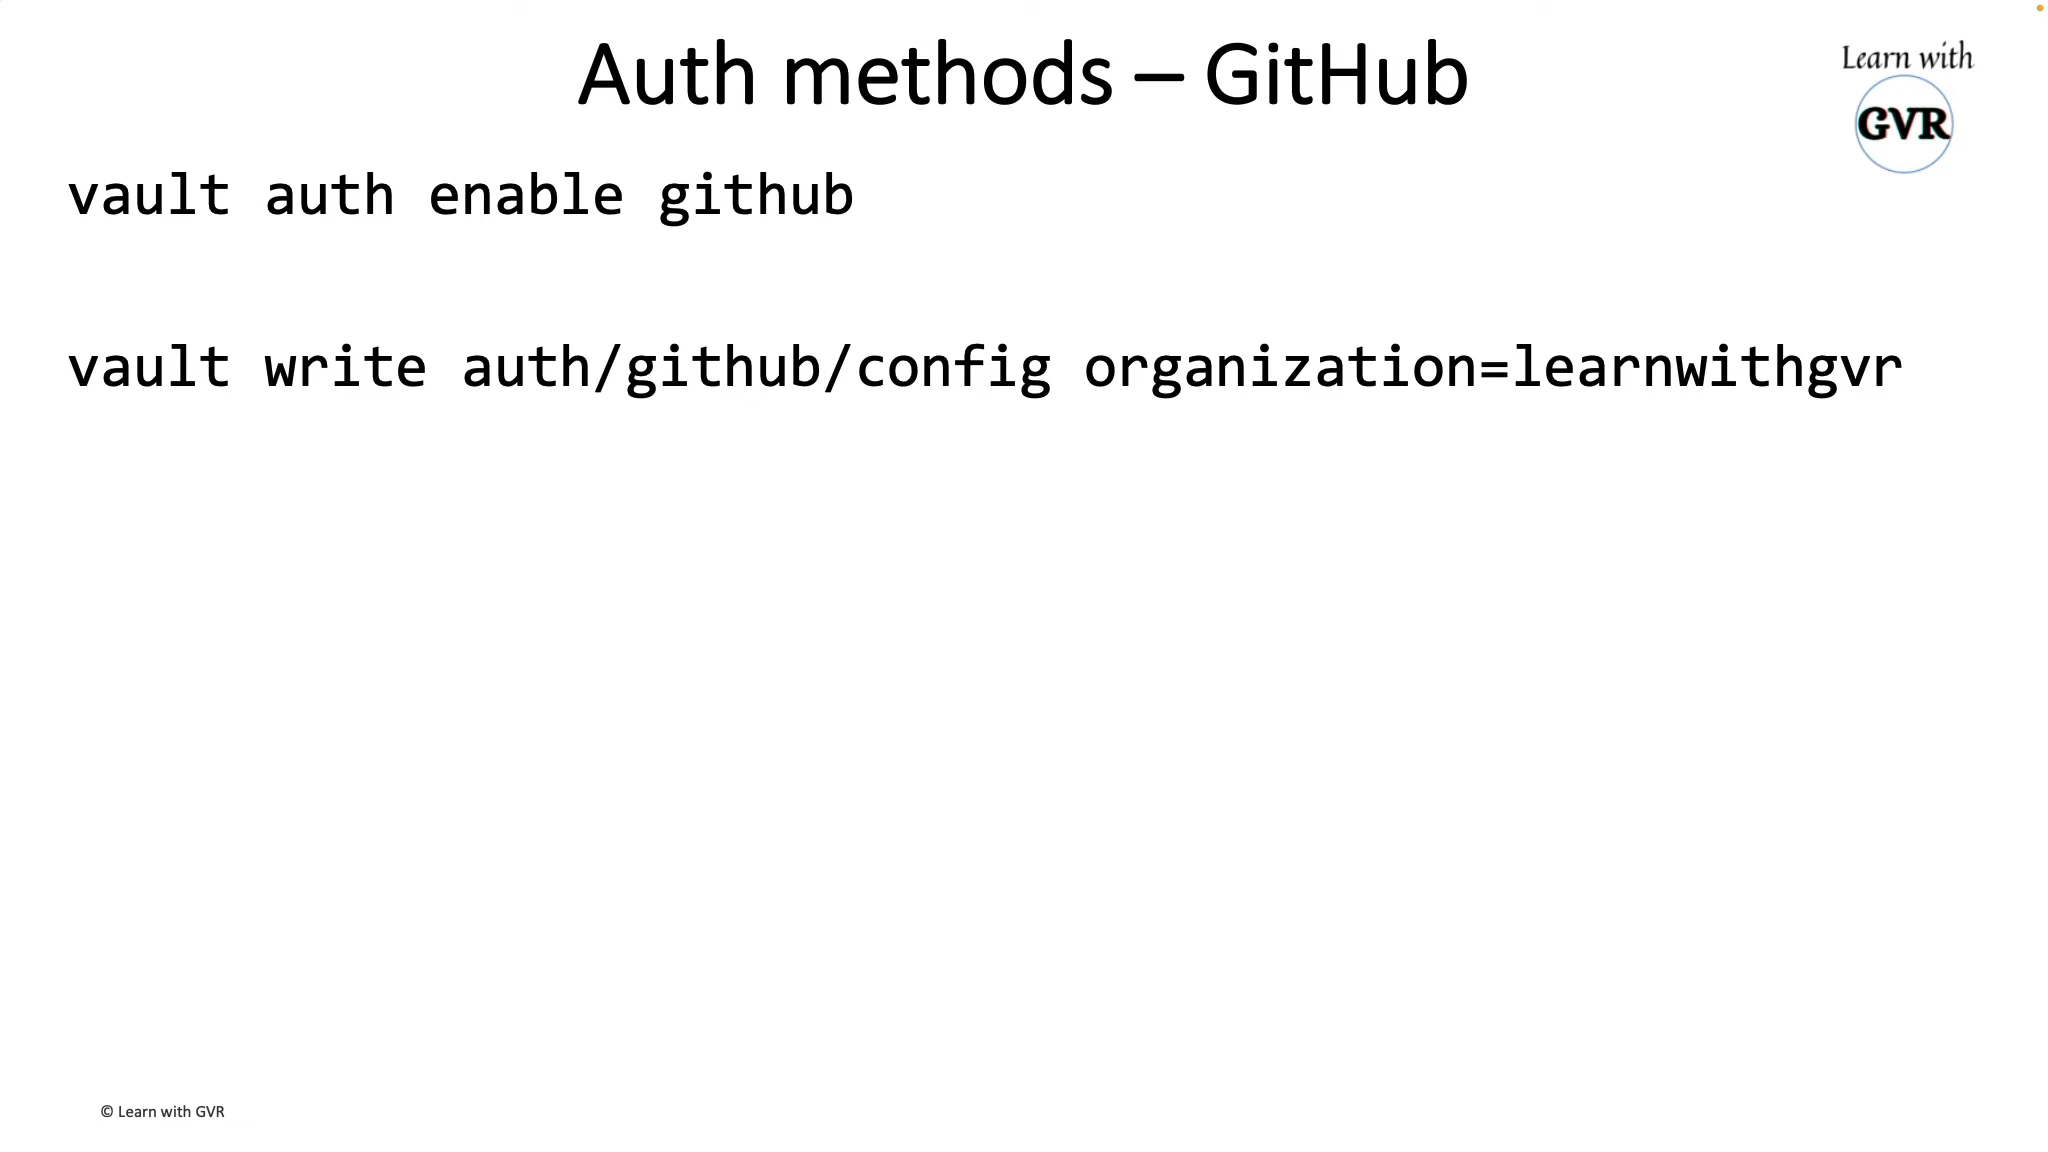 Auth methods – GitHub
Learn with
GVR
vault auth enable github
vault write auth/github/config organization=learnwithgvr
© Learn with GVR